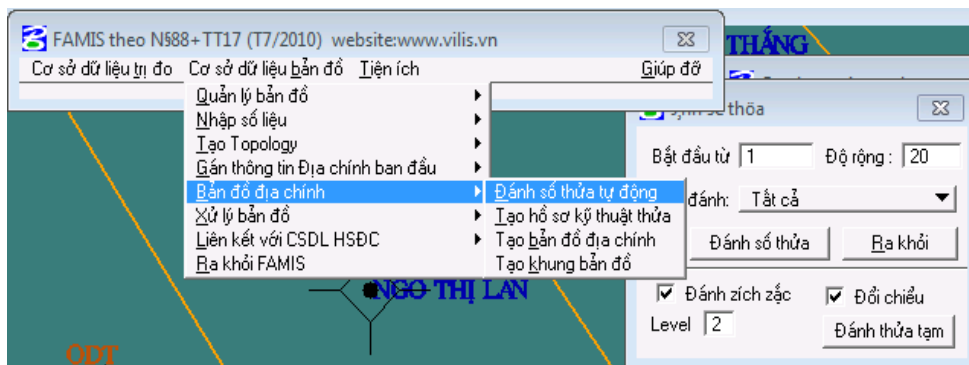 FAMIS theo N§88+TT17 (T7/2010) website:www.vilis.vn
Cơ sở dữ liệu trị đo Cơ sở dữ liệu bản đồ Tiện ích Giúp đỡ
Quản lý bản đồ
Nhập số liệu
Tạo Topology
Gán thông tin Địa chính ban đầu
Bản đồ địa chính
Xử lý bản đồ
Liên kết với CSDL HSĐC
Ra khỏi FAMIS
Đánh số thửa tự động
Tạo hồ sơ kỹ thuật thửa
Tạo bản đồ địa chính
Tạo khung bản đồ
THẮNG
thõa
Bắt đầu từ 1 Độ rộng : 20
đánh: Tất cả
Đánh số thửa Ra khỏi
Đánh zích zắc Đổi chiều
Level 2 Đánh thửa tạm
NGO THỊ LAN
ODT